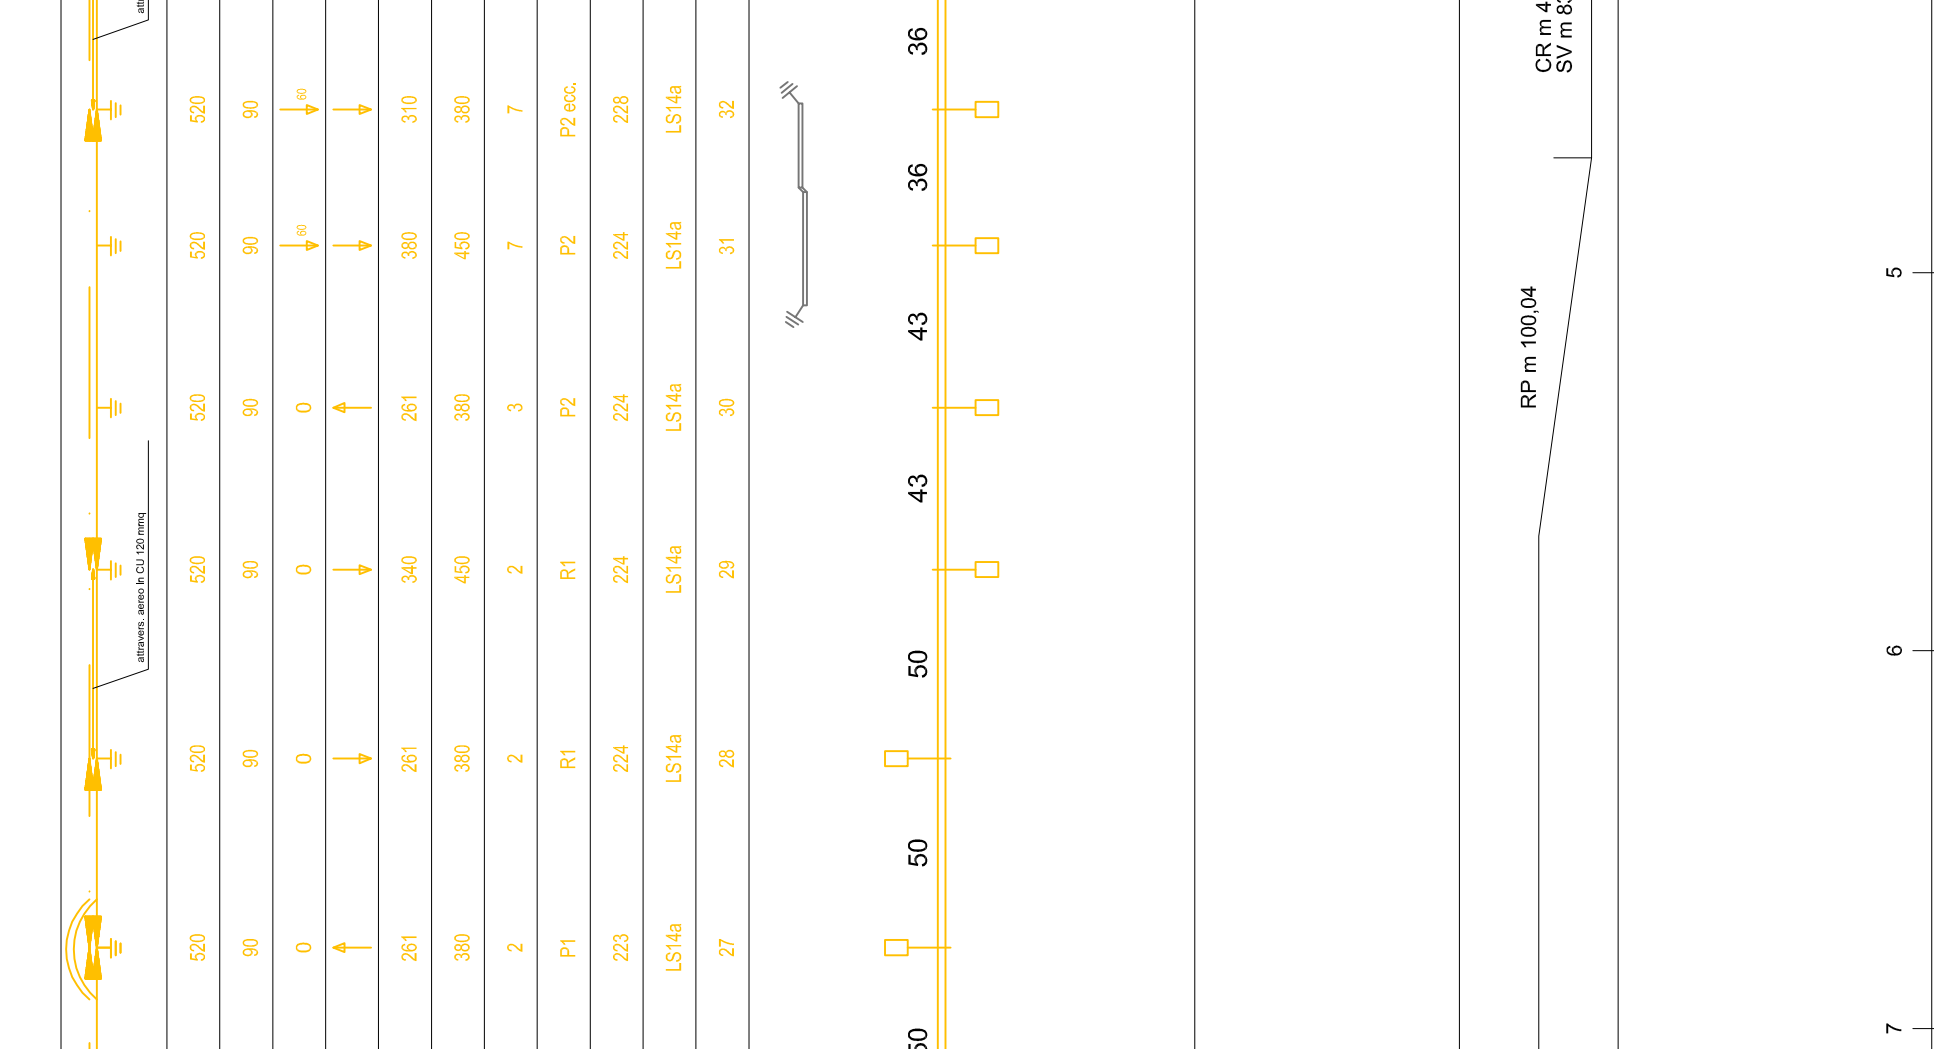 attravers. aereo in CU 120 mmq
520 520 520 520 520 520
90 90 90 90 90 90
0 0 0 0 60 60
261 261 340 261 380 310
380 380 450 380 450 380
2 2 2 3 7 7
P1 R1 R1 P2 P2 P2 ecc.
223 224 224 224 224 228
LS14a LS14a LS14a LS14a LS14a LS14a
27 28 29 30 31 32
50 50 43 43 36 36
RP m 100,04
CR m 4
SV m 8
7 6 5